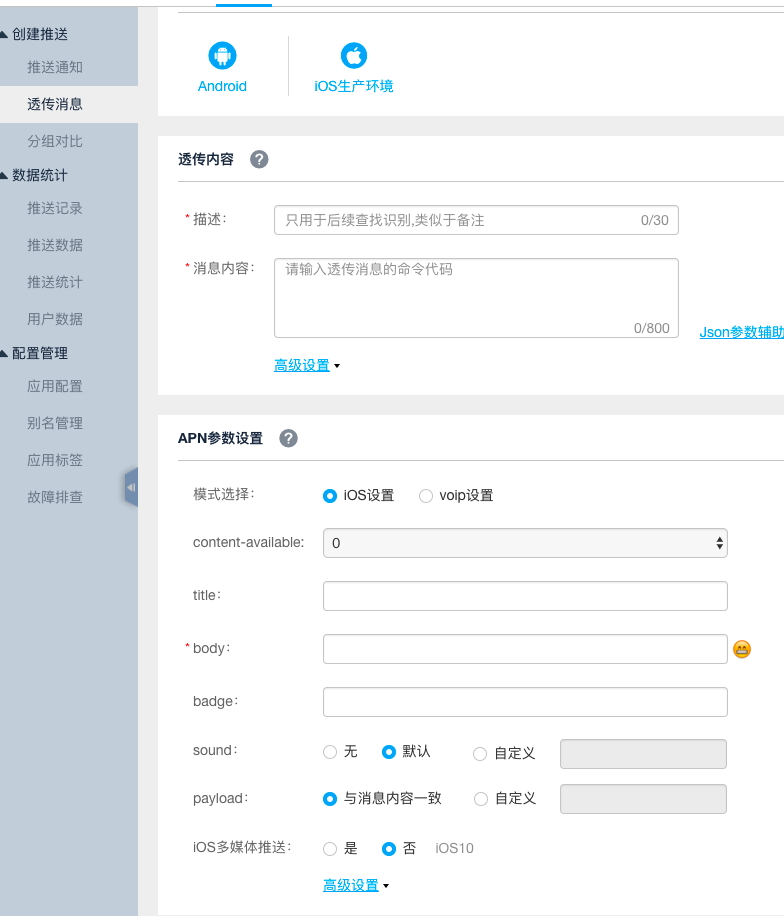 创建推送
推送通知
透传消息
分组对比
数据统计
推送记录
推送数据
推送统计
用户数据
配置管理
应用配置
别名管理
应用标签
故障排查
Android
iOS生产环境
透传内容 ?
* 描述：
只用于后续查找识别,类似于备注 0/30
* 消息内容：
请输入透传消息的命令代码
0/800
Json参数辅助
高级设置
APN参数设置 ?
模式选择： iOS设置 voip设置
content-available: 0
title：
* body：
badge：
sound： 无 默认 自定义
payload： 与消息内容一致 自定义
iOS多媒体推送： 是 否 iOS10
高级设置